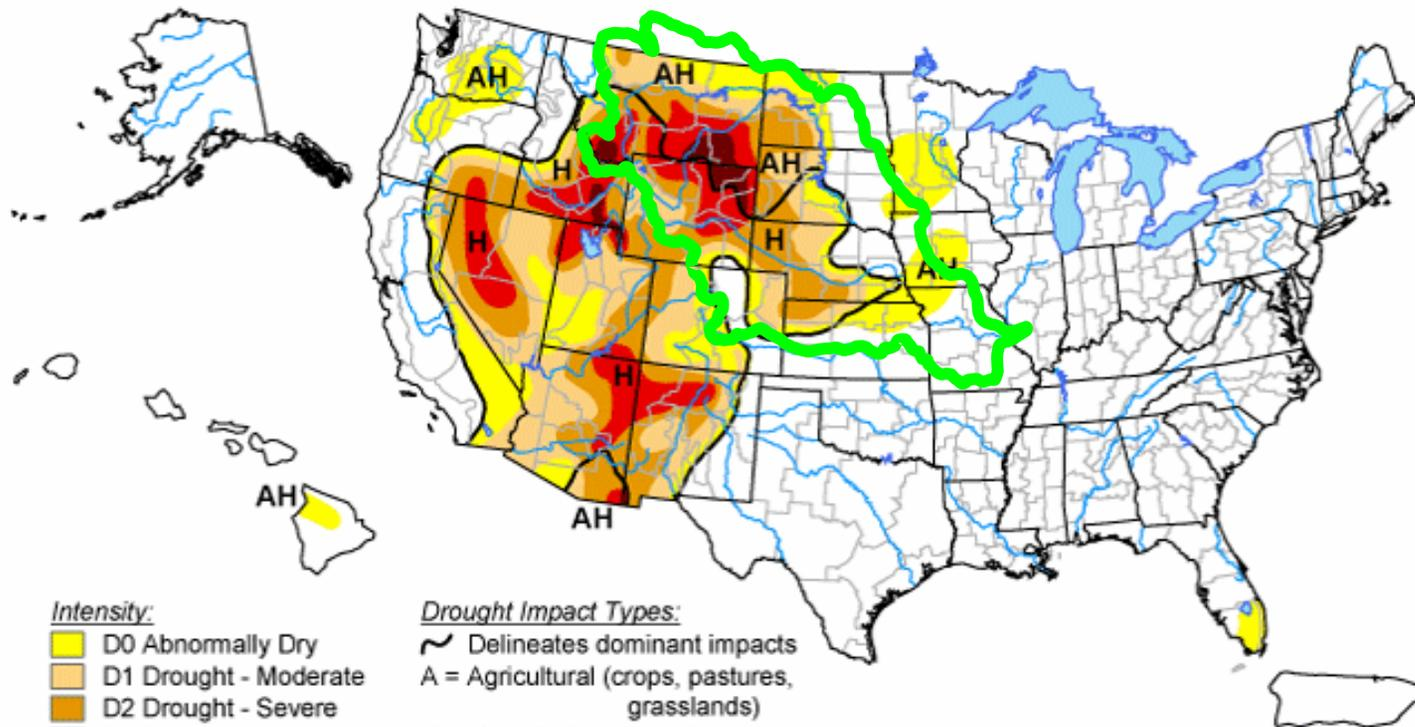 AH
AH
H
AH
H
H
AH
H
AH
AH
Intensity:
D0 Abnormally Dry
D1 Drought - Moderate
D2 Drought - Severe
Drought Impact Types:
Delineates dominant impacts
A = Agricultural (crops, pastures,
grasslands)